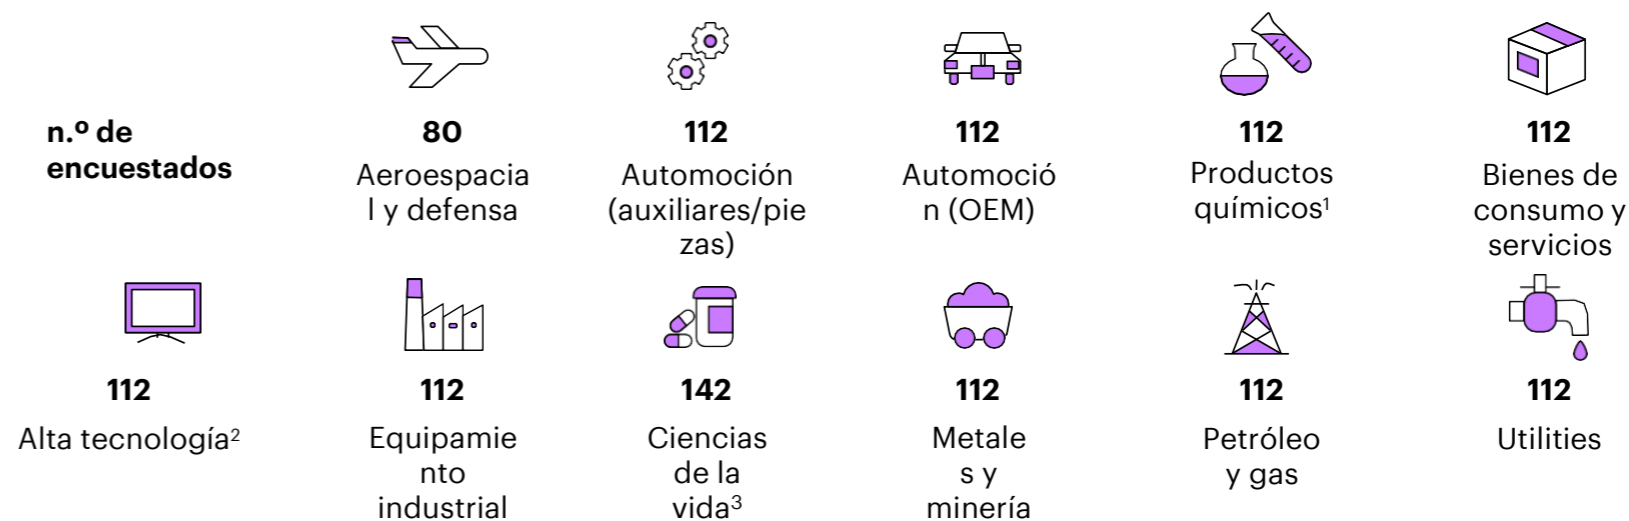 n.º de
encuestados
80
Aeroespacia
l y defensa
112
Automoción
(auxiliares/pie
zas)
112
Automoció
n (OEM)
112
Productos
químicos¹
112
Bienes de
consumo y
servicios
112
Alta tecnología²
112
Equipamie
nto
industrial
142
Ciencias
de la
vida³
112
Metale
s y
minería
112
Petróleo
y gas
112
Utilities